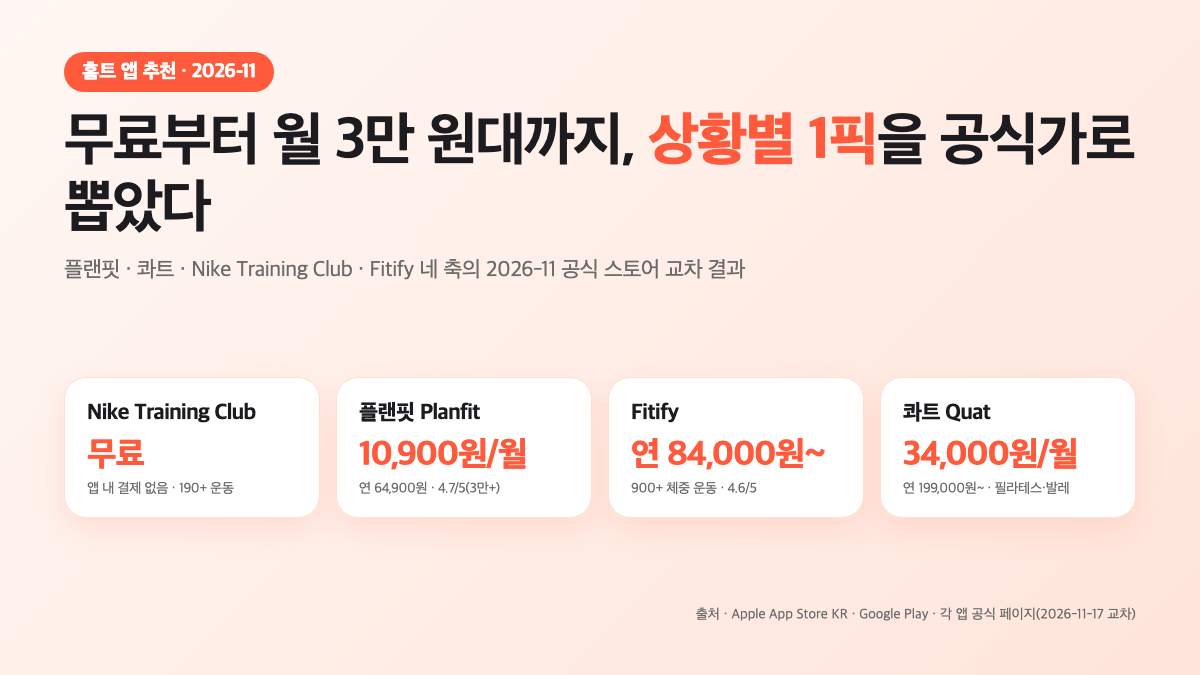 홈트 앱 추천 · 2026-11
무료부터 월 3만 원대까지, 상황별 1픽을 공식가로
뽑았다
플랜핏 · 콰트 · Nike Training Club · Fitify 네 축의 2026-11 공식 스토어 교차 결과
Nike Training Club
무료
앱 내 결제 없음 · 190+ 운동
플랜핏 Planfit
10,900원/월
연 64,900원 · 4.7/5(3만+)
Fitify
연 84,000원~
900+ 체중 운동 · 4.6/5
콰트 Quat
34,000원/월
연 199,000원~ · 필라테스·발레
출처 · Apple App Store KR · Google Play · 각 앱 공식 페이지(2026-11-17 교차)